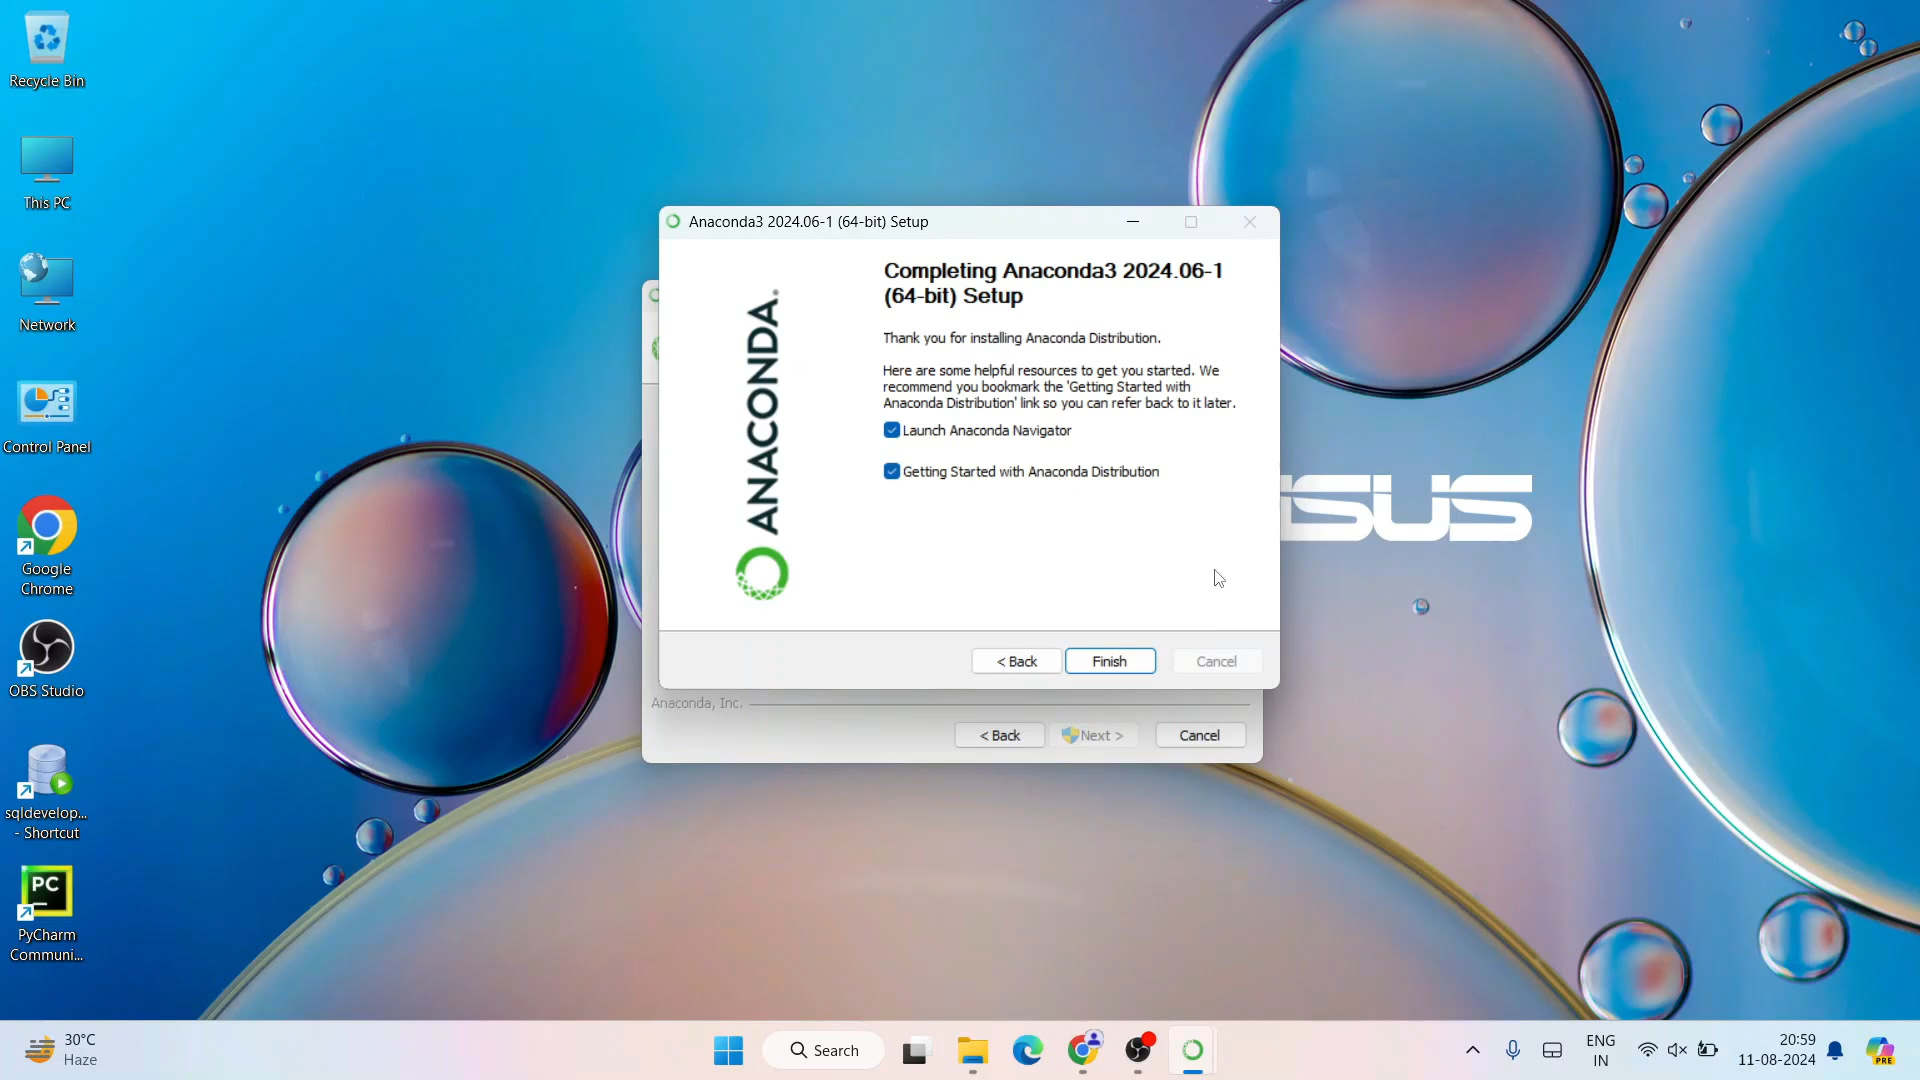 Recycle Bin
This PC
Network
Control Panel
Google
Chrome
OBS Studio
sqldevelop...
- Shortcut
PC
PyCharm
Communi...
Anaconda3 2024.06-1 (64-bit) Setup
ANACONDA.
Completing Anaconda3 2024.06-1
(64-bit) Setup
Thank you for installing Anaconda Distribution.
Here are some helpful resources to get you started. We
recommend you bookmark the 'Getting Started with
Anaconda Distribution' link so you can refer back to it later.
Launch Anaconda Navigator
Getting Started with Anaconda Distribution
< Back
Finish
Cancel
Anaconda, Inc.
< Back
Next >
Cancel
SUS
30°C
Haze
Search
ENG
IN
20:59
11-08-2024
PRE